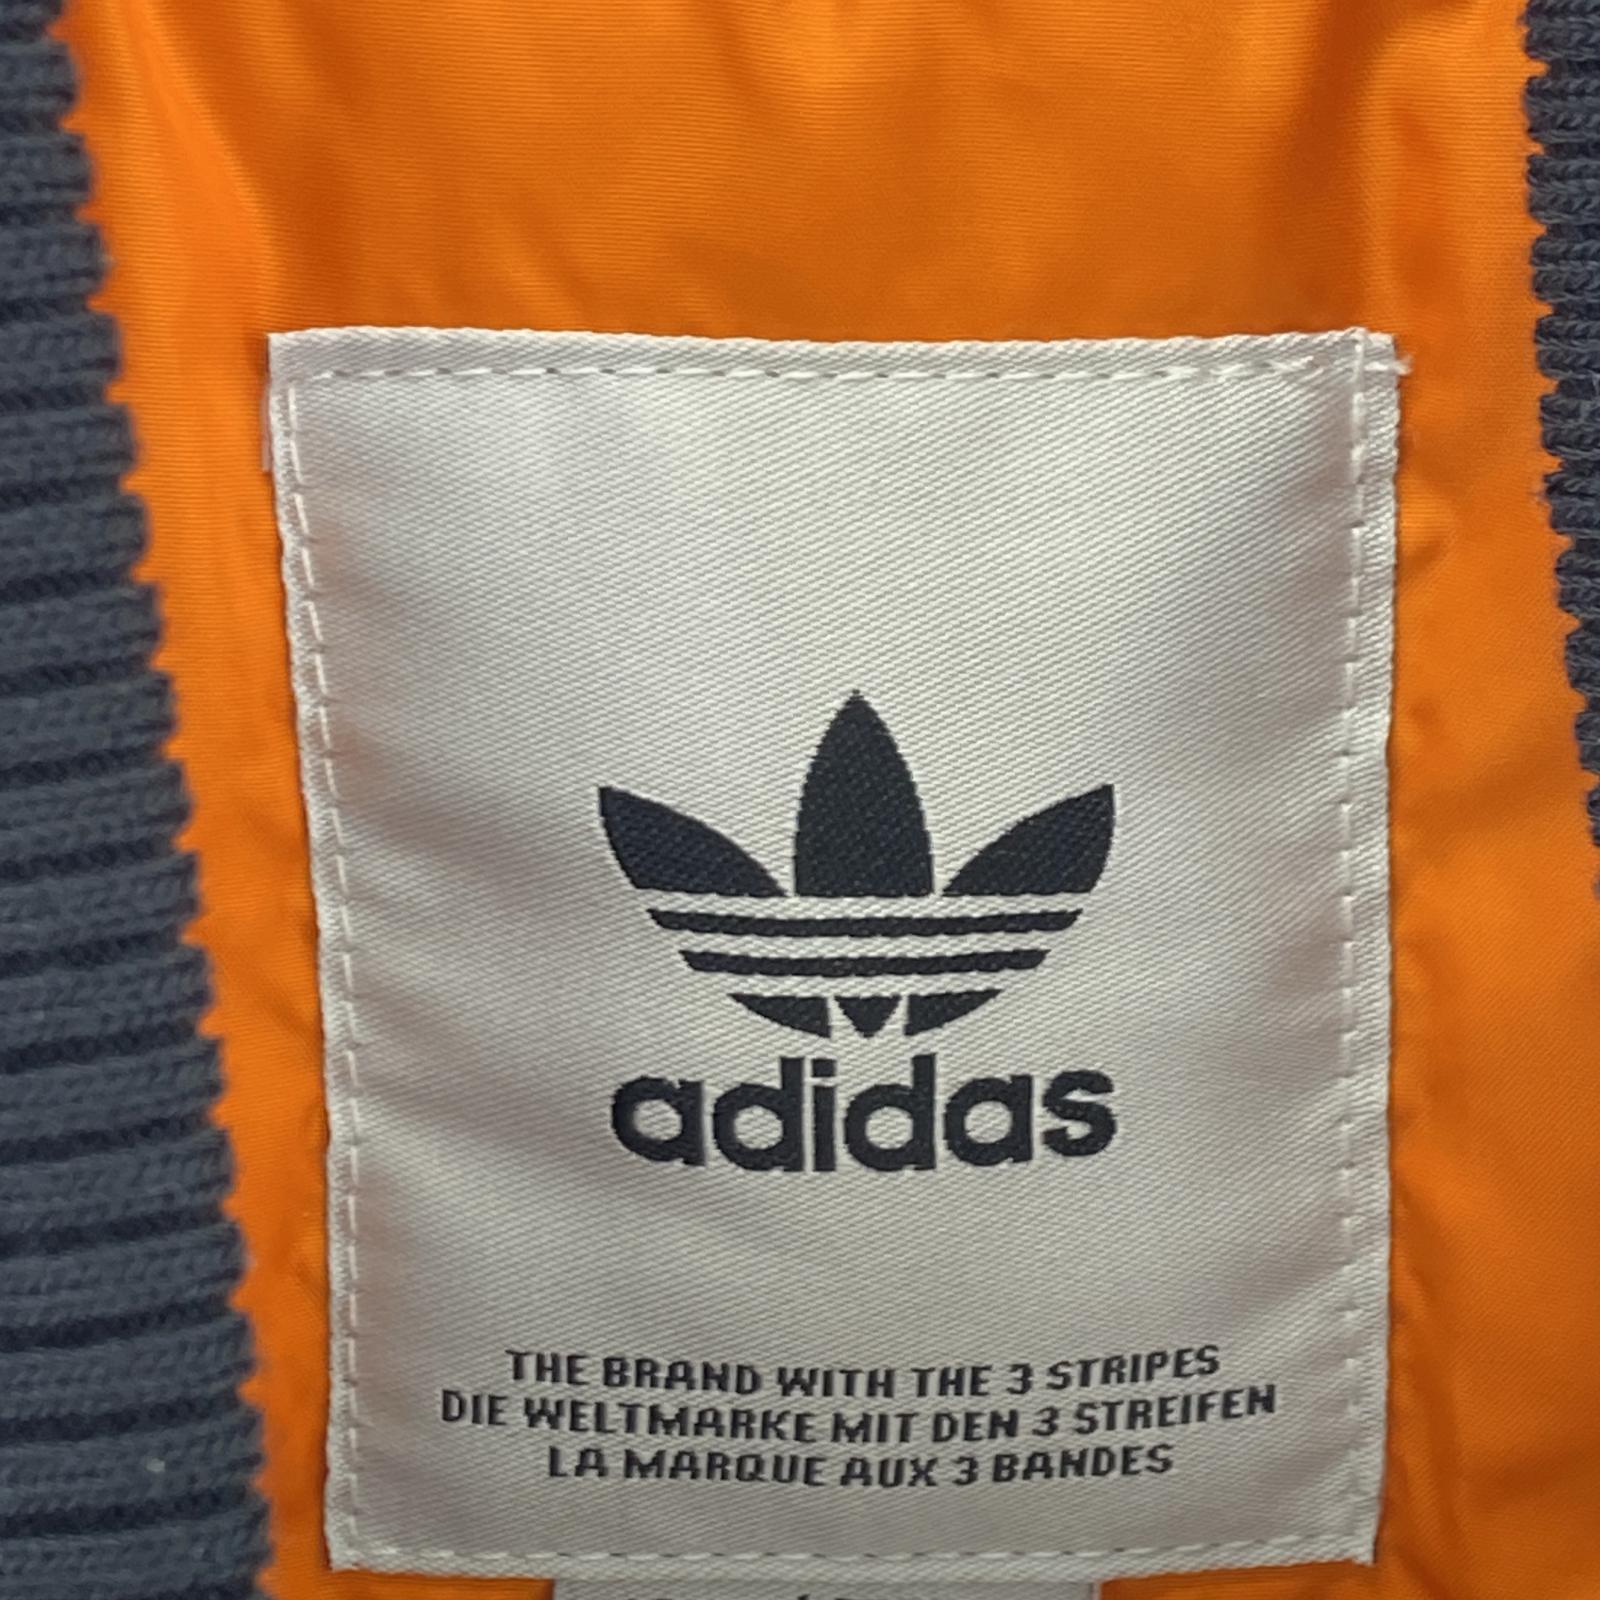 adidas
THE BRAND WITH THE 3 STRIPES
DIE WELTMARKE MIT DEN 3 STREIFEN
LA MARQUE AUX 3 BANDES